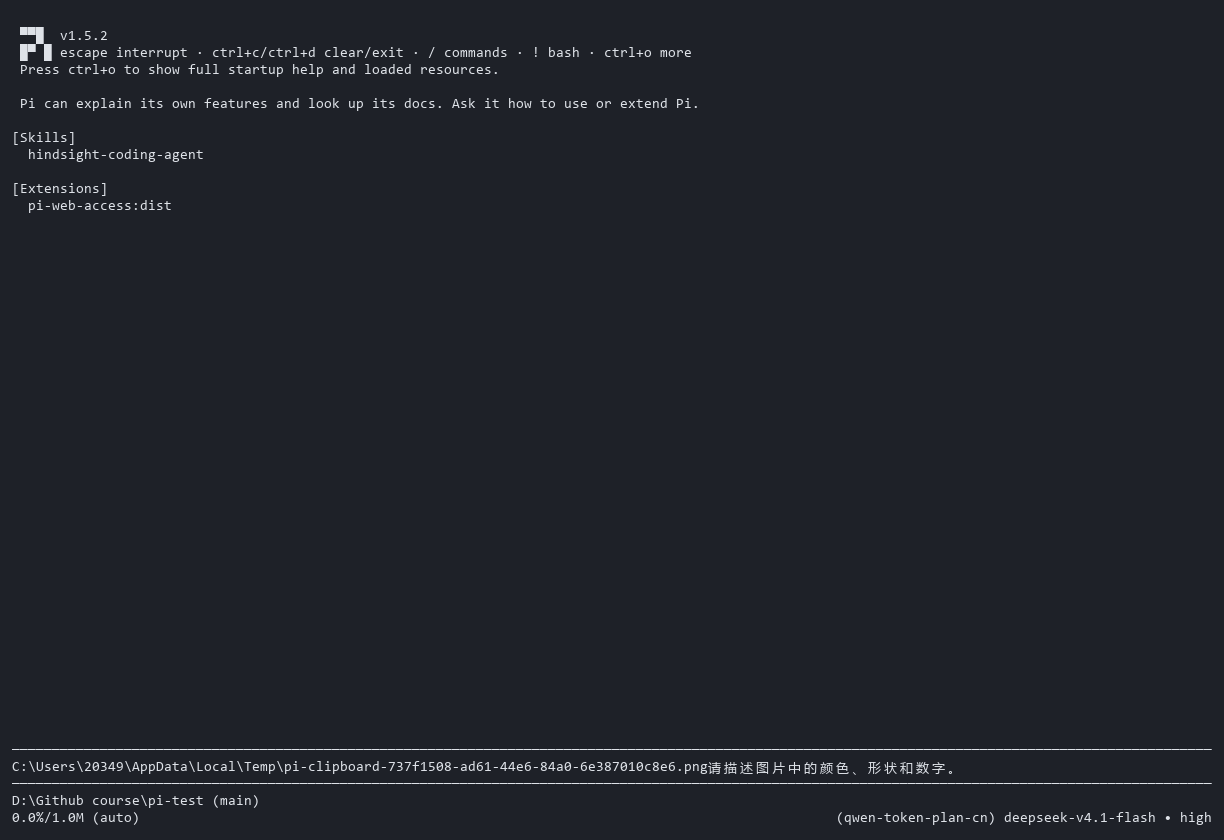 v1.5.2
escape interrupt · ctrl+c/ctrl+d clear/exit · / commands · ! bash · ctrl+o more
Press ctrl+o to show full startup help and loaded resources.
Pi can explain its own features and look up its docs. Ask it how to use or extend Pi.
[Skills]
hindsight-coding-agent
[Extensions]
pi-web-access:dist
C:\Users\20349\AppData\Local\Temp\pi-clipboard-737f1508-ad61-44e6-84a0-6e387010c8e6.png请描述图片中的颜色、形状和数字。
D:\Github course\pi-test (main)
0.0%/1.0M (auto) (qwen-token-plan-cn) deepseek-v4.1-flash • high